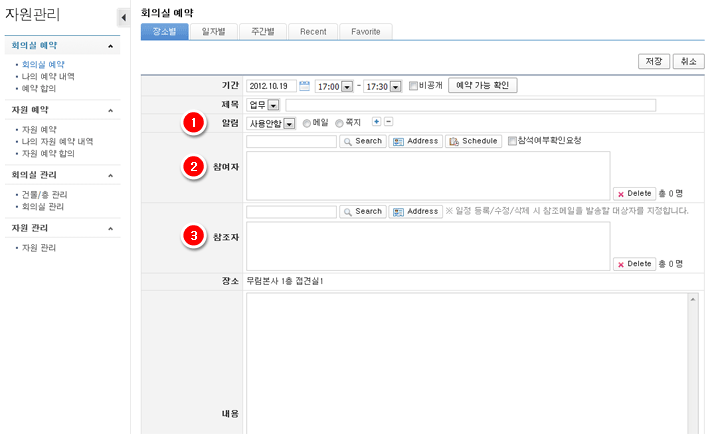 자원관리
회의실 예약
회의실 예약
나의 예약 내역
예약 합의
자원 예약
자원 예약
나의 자원 예약 내역
자원 예약 합의
회의실 관리
건물/층 관리
회의실 관리
자원 관리
자원 관리
회의실 예약
장소별 일자별 주간별 Recent Favorite
저장 취소
기간 2012.10.19 17:00 - 17:30 비공개 예약 가능 확인
제목 업무
1 알림 사용안함 메일 쪽지
Search Address Schedule 참석여부확인요청
2 참여자
Delete 총 0 명
Search Address ※ 일정 등록/수정/삭제 시 참조메일을 발송할 대상자를 지정합니다.
3 참조자
Delete 총 0 명
장소 무림본사 1층 접견실1
내용